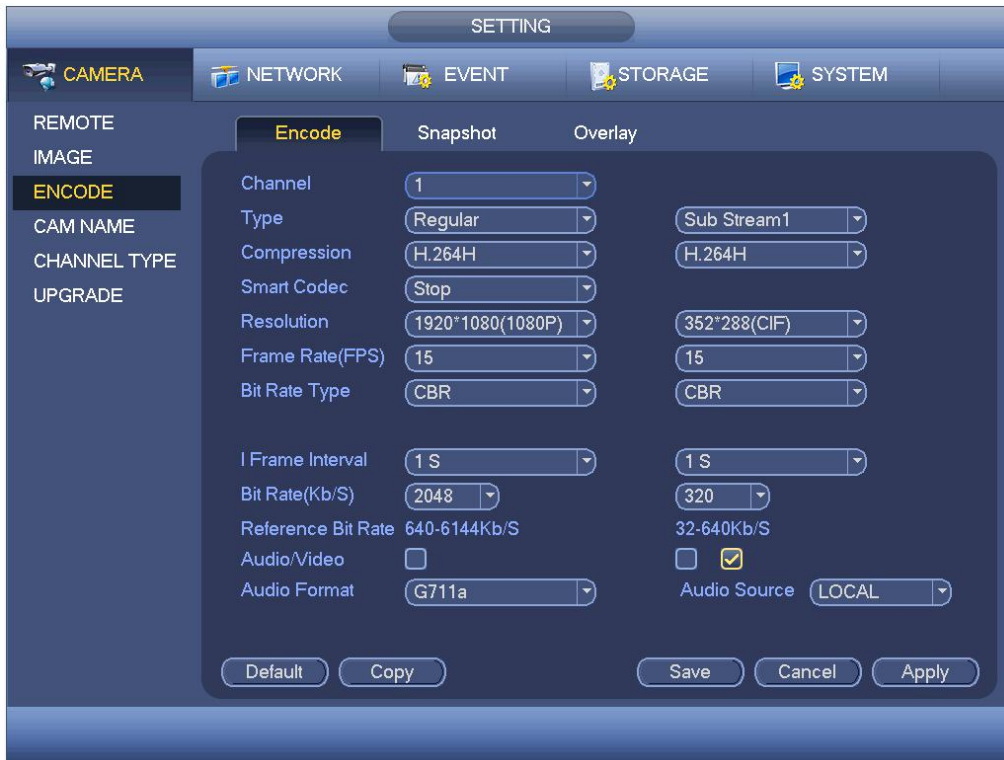 SETTING
CAMERA NETWORK EVENT STORAGE SYSTEM
REMOTE
IMAGE
ENCODE
CAM NAME
CHANNEL TYPE
UPGRADE
Encode Snapshot Overlay
Channel 1
Type Regular Sub Stream1
Compression H.264H H.264H
Smart Codec Stop
Resolution 1920*1080(1080P) 352*288(CIF)
Frame Rate(FPS) 15 15
Bit Rate Type CBR CBR
I Frame Interval 1 S 1 S
Bit Rate(Kb/S) 2048 320
Reference Bit Rate 640-6144Kb/S 32-640Kb/S
Audio/Video
Audio Format G711a Audio Source LOCAL
Default Copy Save Cancel Apply